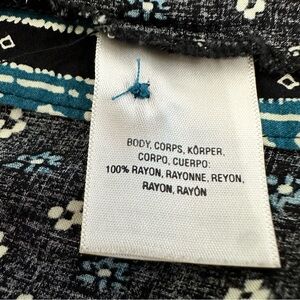 BODY, CORPS, KÖRPER,
CORPO, CUERPO:
100% RAYON, RAYONNE, REYON,
RAYON, RAYÓN